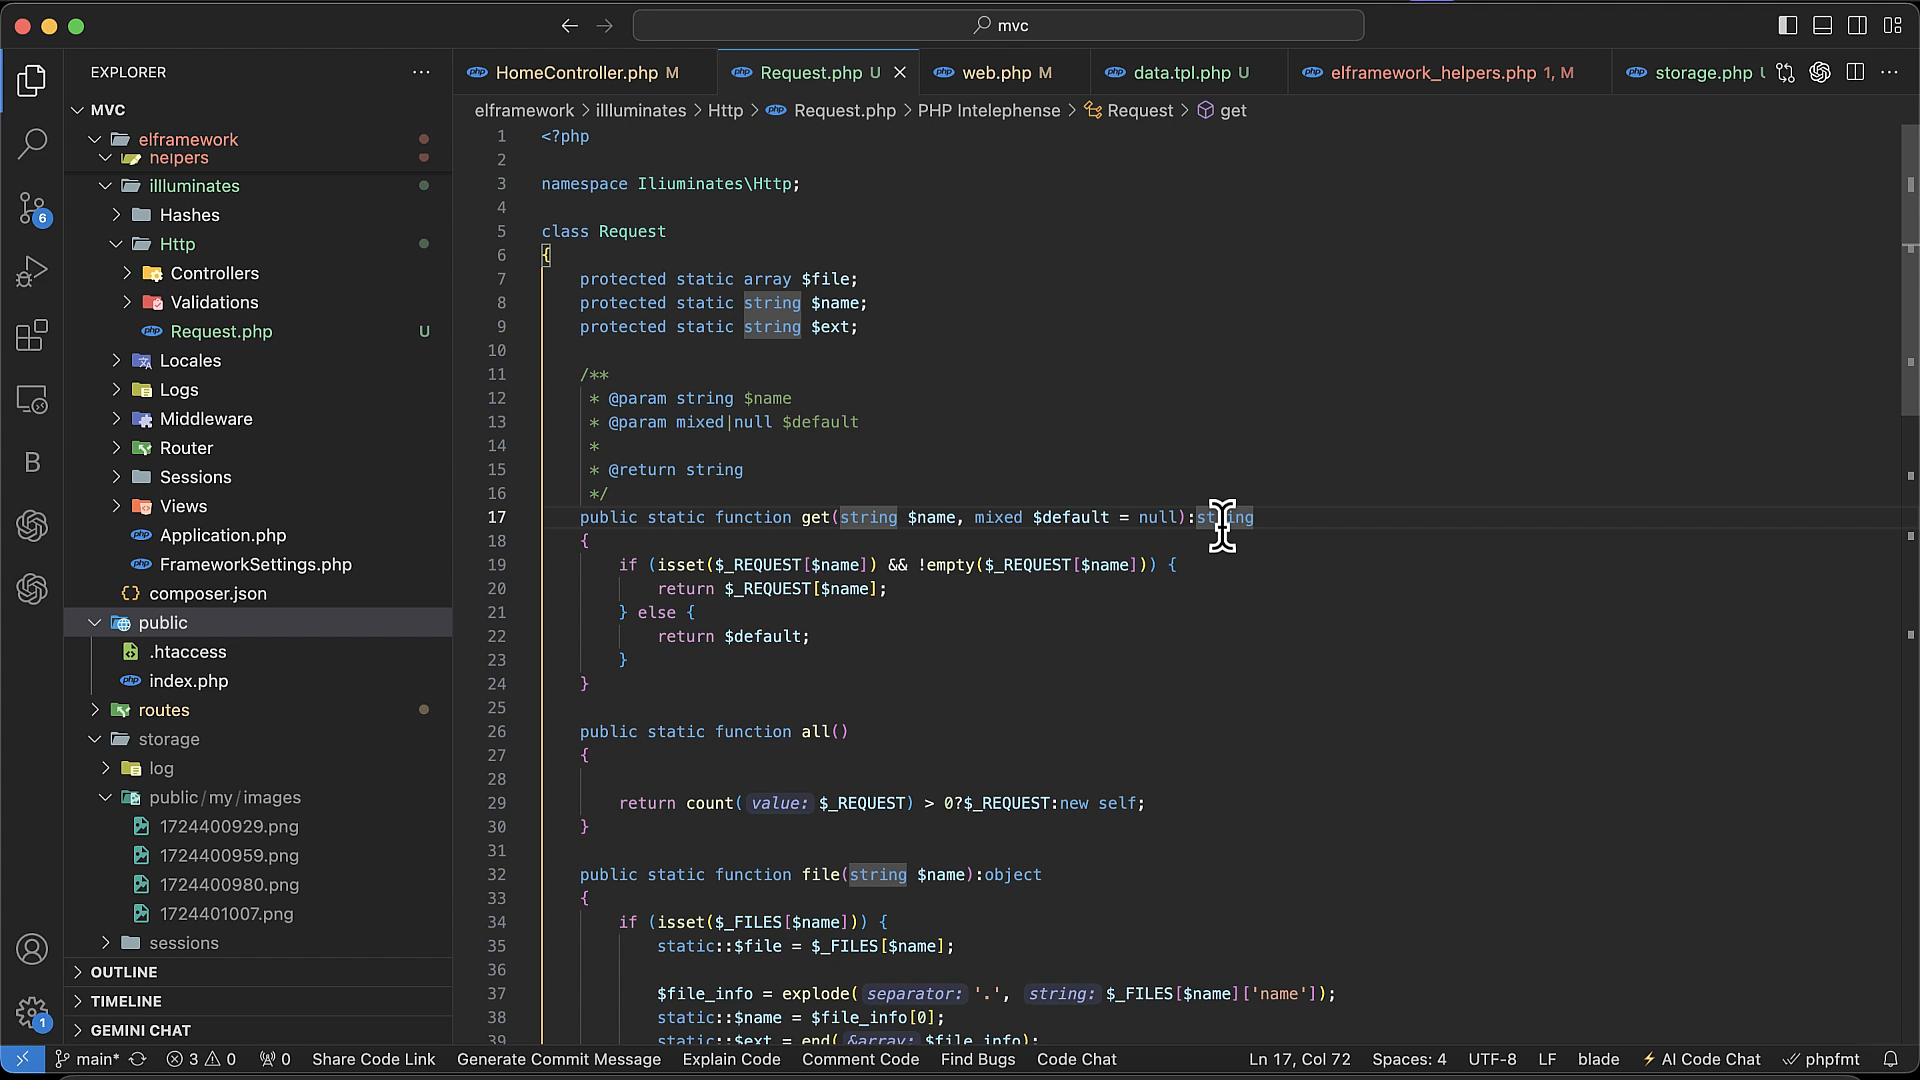 mvc
EXPLORER
MVC
elframework
helpers
illluminates
Hashes
Http
Controllers
Validations
Request.php U
Locales
Logs
Middleware
Router
Sessions
Views
Application.php
FrameworkSettings.php
composer.json
public
.htaccess
index.php
routes
storage
log
public/my/images
1724400929.png
1724400959.png
1724400980.png
1724401007.png
sessions
OUTLINE
TIMELINE
GEMINI CHAT
6
B
1
HomeController.php M
Request.php U
web.php M
data.tpl.php U
elframework_helpers.php 1, M
storage.php
elframework > illluminates > Http > Request.php > PHP Intelephense > Request > get
1 <?php
2
3 namespace Iliuminates\Http;
4
5 class Request
6 {
7 protected static array $file;
8 protected static string $name;
9 protected static string $ext;
10
11 /**
12 * @param string $name
13 * @param mixed|null $default
14 *
15 * @return string
16 */
17 public static function get(string $name, mixed $default = null):string
18 {
19 if (isset($_REQUEST[$name]) && !empty($_REQUEST[$name])) {
20 return $_REQUEST[$name];
21 } else {
22 return $default;
23 }
24 }
25
26 public static function all()
27 {
28
29 return count( value: $_REQUEST) > 0?$_REQUEST:new self;
30 }
31
32 public static function file(string $name):object
33 {
34 if (isset($_FILES[$name])) {
35 static::$file = $_FILES[$name];
36
37 $file_info = explode( separator: '.', string: $_FILES[$name]['name']);
38 static::$name = $file_info[0];
39 static::$ext = end( &array: $file_info);
main* 3 0 0 Share Code Link Generate Commit Message Explain Code Comment Code Find Bugs Code Chat Ln 17, Col 72 Spaces: 4 UTF-8 LF blade AI Code Chat phpfmt